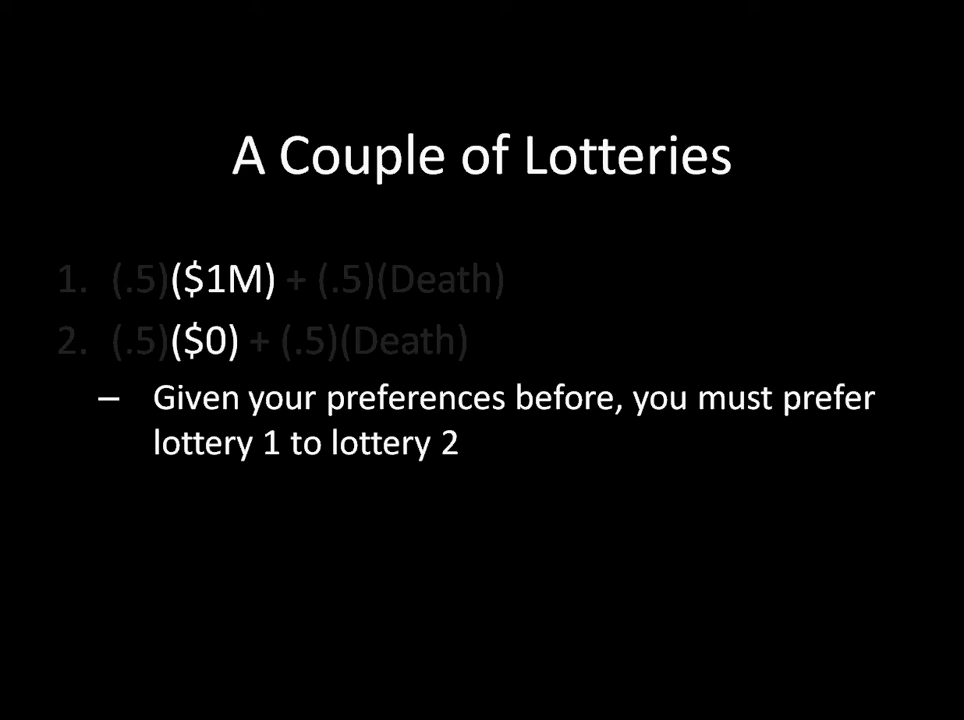 A Couple of Lotteries
1. (.5)($1M) + (.5)(Death)
2. (.5)($0) + (.5)(Death)
– Given your preferences before, you must prefer
lottery 1 to lottery 2